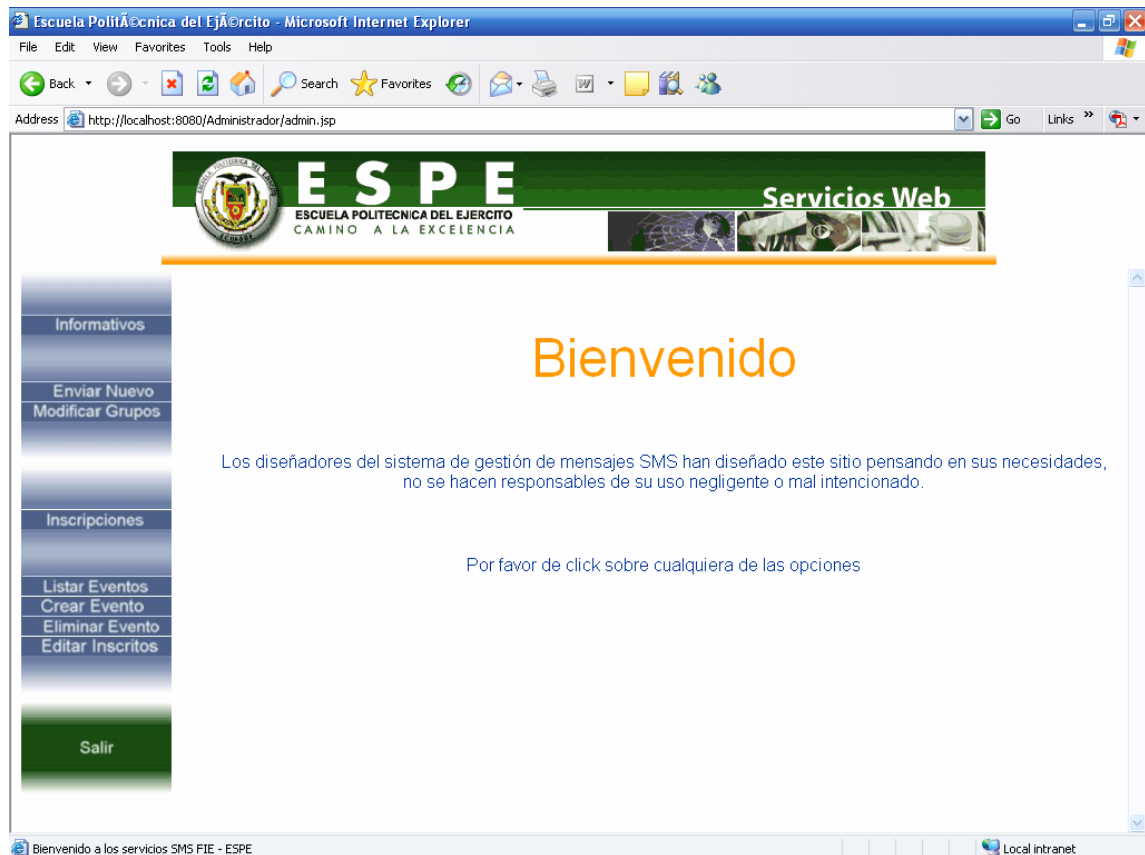 Escuela PolitÃ©cnica del EjÃ©rcito - Microsoft Internet Explorer
File Edit View Favorites Tools Help
Back Search Favorites
Address http://localhost:8080/Administrador/admin.jsp Go Links »
ESPE
ESCUELA POLITECNICA DEL EJERCITO
CAMINO A LA EXCELENCIA
Servicios Web
Informativos
Enviar Nuevo
Modificar Grupos
Inscripciones
Listar Eventos
Crear Evento
Eliminar Evento
Editar Inscritos
Salir
Bienvenido
Los diseñadores del sistema de gestión de mensajes SMS han diseñado este sitio pensando en sus necesidades,
no se hacen responsables de su uso negligente o mal intencionado.
Por favor de click sobre cualquiera de las opciones
Bienvenido a los servicios SMS FIE - ESPE
Local intranet